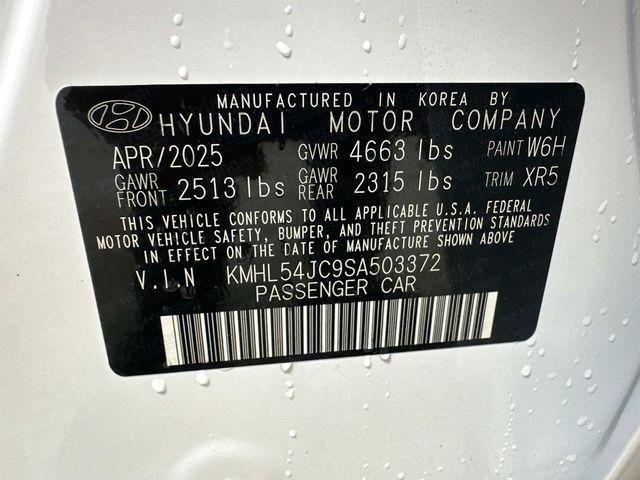 MANUFACTURED IN KOREA BY
HYUNDAI MOTOR COMPANY
APR/2025 GVWR 4663 lbs PAINT W6H
GAWR FRONT 2513 lbs GAWR REAR 2315 lbs TRIM XR5
THIS VEHICLE CONFORMS TO ALL APPLICABLE U.S.A. FEDERAL
MOTOR VEHICLE SAFETY, BUMPER, AND THEFT PREVENTION STANDARDS
IN EFFECT ON THE DATE OF MANUFACTURE SHOWN ABOVE
V.I.N KMHL54JC9SA503372
PASSENGER CAR